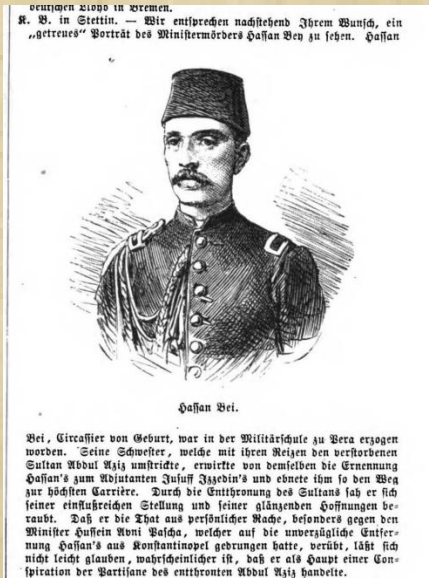 deutschen Lloyd in Bremen.
K. B. in Stettin. — Wir entsprechen nachstehend Ihrem Wunsch, ein
„getreues“ Porträt des Ministermörders Hassan Bey zu sehen. Hassan
Hassan Bei.
Bei, Circassier von Geburt, war in der Militärschule zu Pera erzogen
worden. Seine Schwester, welche mit ihren Reizen den verstorbenen
Sultan Abdul Aziz umstrickte, erwirkte von demselben die Ernennung
Hassan's zum Adjutanten Jussuff Izzedin's und ebnete ihm so den Weg
zur höchsten Carrière. Durch die Entthronung des Sultans sah er sich
seiner einflußreichen Stellung und seiner glänzenden Hoffnungen be-
raubt. Daß er die That aus persönlicher Rache, besonders gegen den
Minister Hussein Avni Pascha, welcher auf die unverzügliche Entfer-
nung Hassan's aus Konstantinopel gedrungen hatte, verübt, läßt sich
nicht leicht glauben, wahrscheinlicher ist, daß er als Haupt einer Con-
spiration der Partisane des entthronten Abdul Aziz handelte.